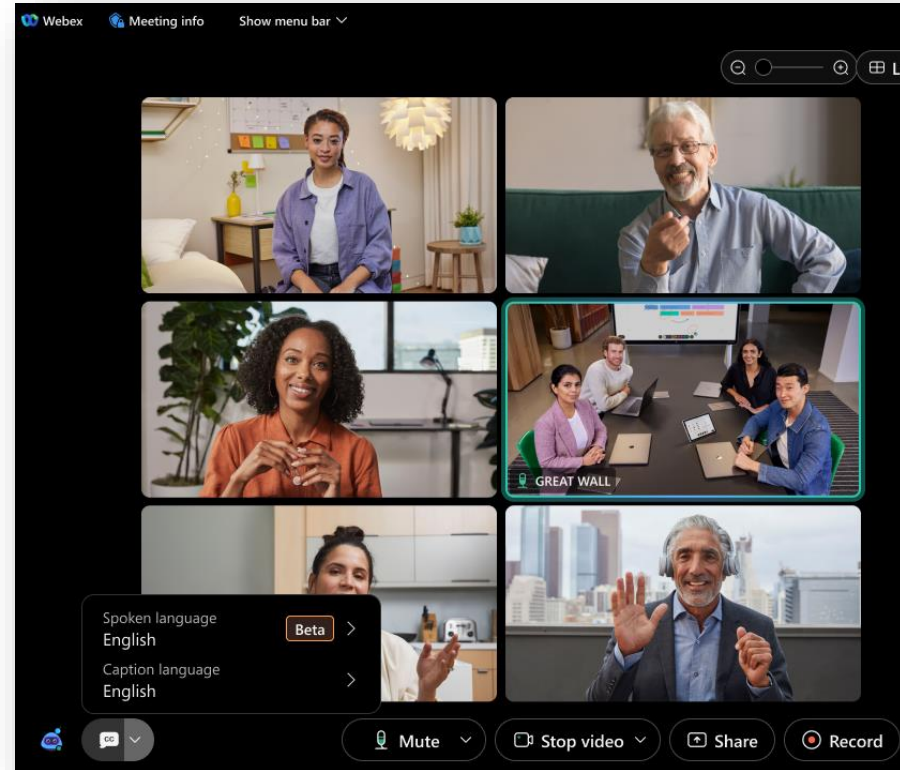 Webex Meeting info Show menu bar
L
GREAT WALL
Spoken language
English
Beta
Caption language
English
CC
Mute
Stop video
Share
Record